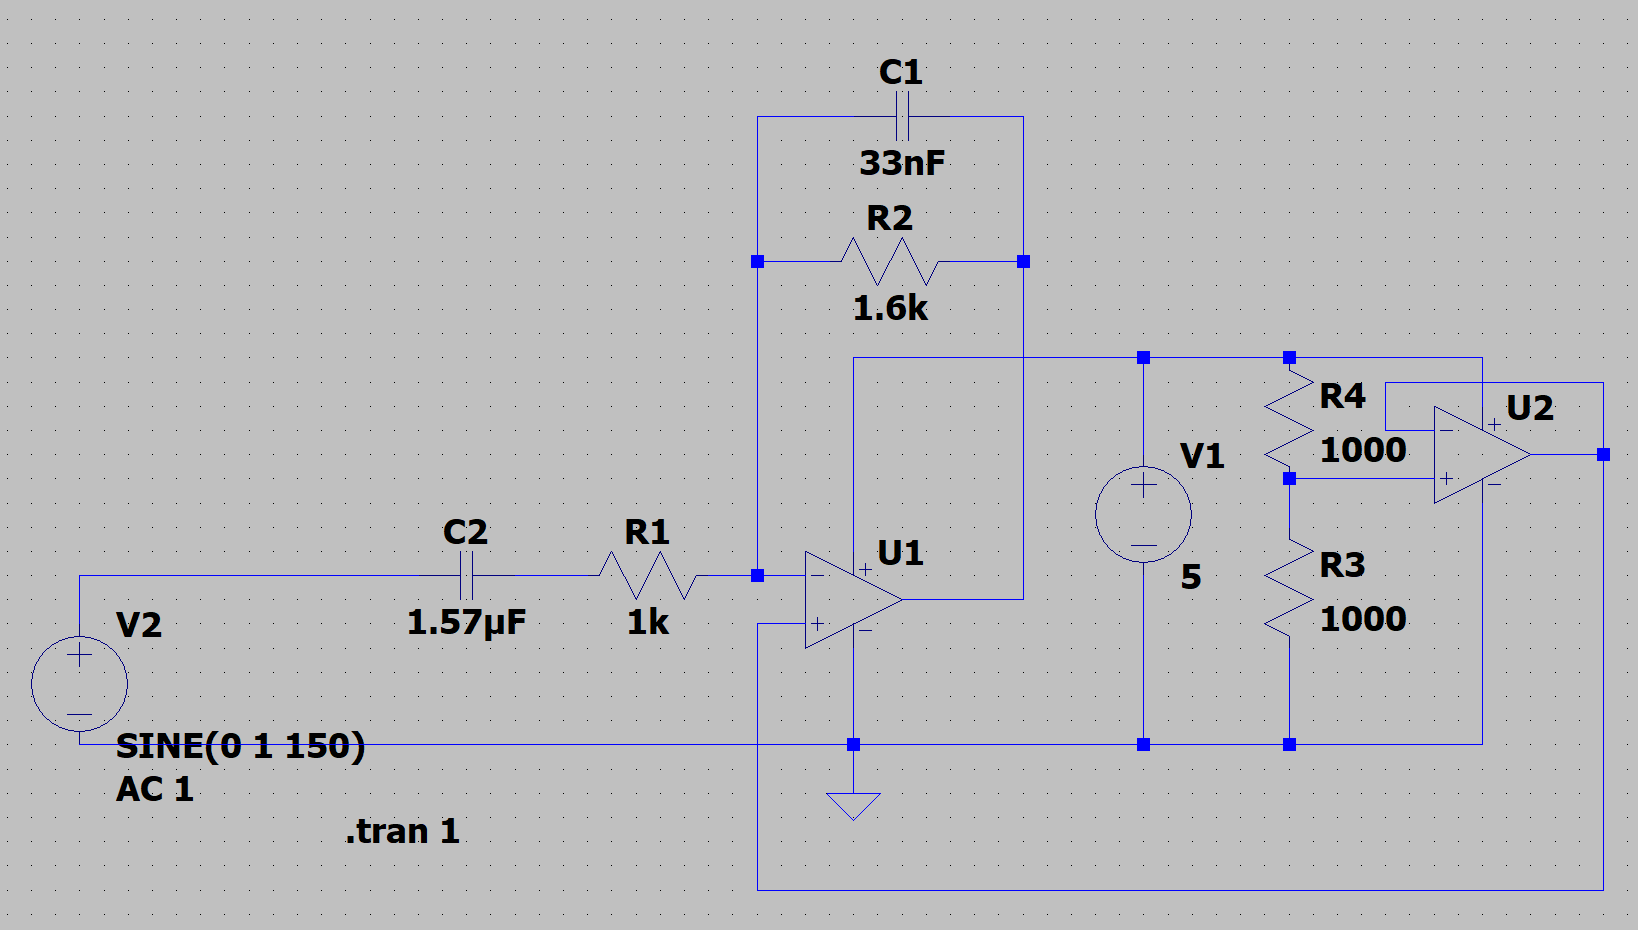 C1
33nF
R2
1.6k
R4
1000
U2
V1
5
C2
1.57µF
R1
1k
U1
R3
1000
V2
SINE(0 1 150)
AC 1
.tran 1